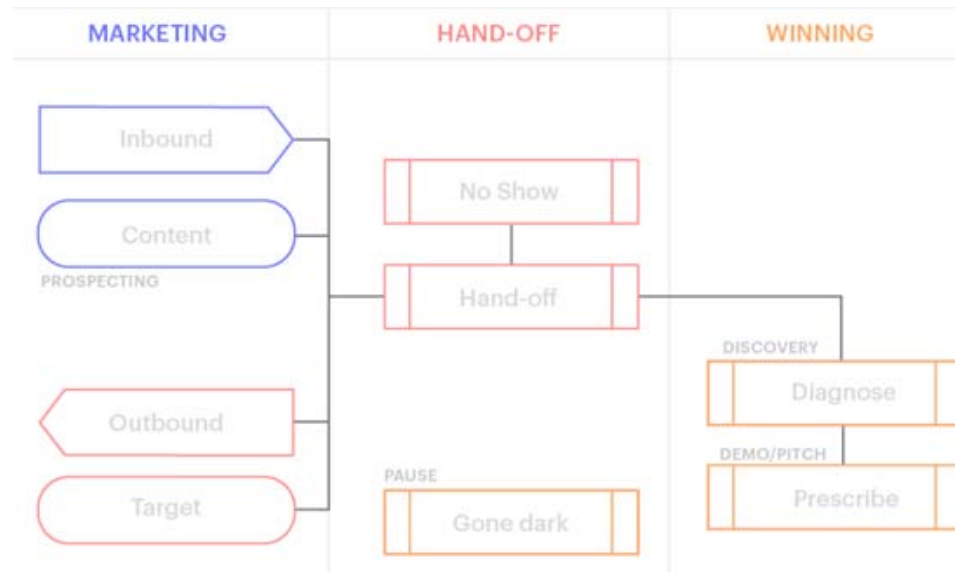 MARKETING
HAND-OFF
WINNING
Inbound
Content
PROSPECTING
Outbound
Target
No Show
Hand-off
PAUSE
Gone dark
DISCOVERY
Diagnose
DEMO/PITCH
Prescribe